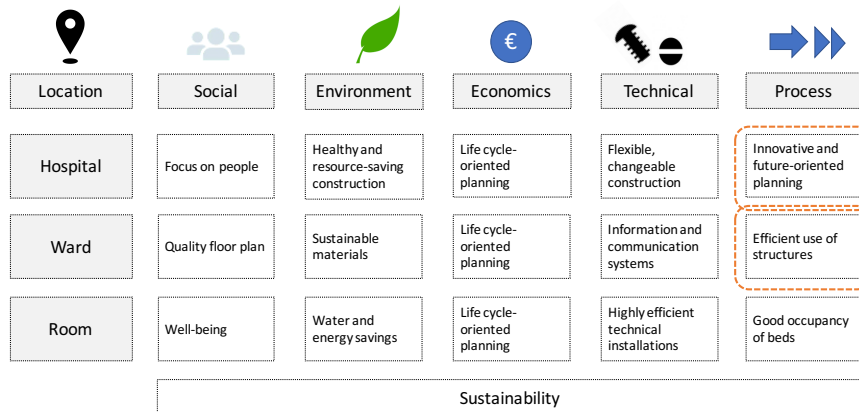 €
Location Social Environment Economics Technical Process
Hospital
Focus on people
Healthy and
resource-saving
construction
Life cycle-
oriented
planning
Flexible,
changeable
construction
Innovative and
future-oriented
planning
Ward
Quality floor plan
Sustainable
materials
Life cycle-
oriented
planning
Information and
communication
systems
Efficient use of
structures
Room
Well-being
Water and
energy savings
Life cycle-
oriented
planning
Highly efficient
technical
installations
Good occupancy
of beds
Sustainability